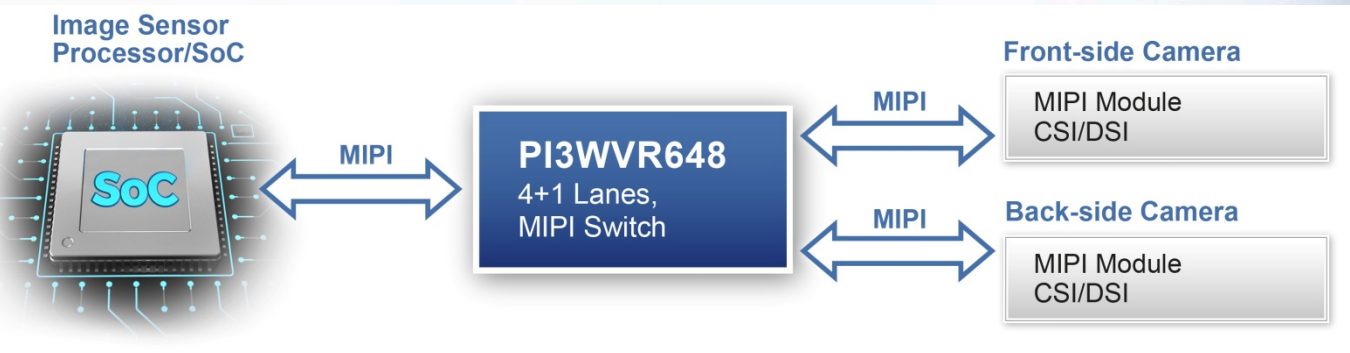 Image Sensor
Processor/SoC
SoC
MIPI
PI3WVR648
4+1 Lanes,
MIPI Switch
MIPI
Front-side Camera
MIPI Module
CSI/DSI
MIPI
Back-side Camera
MIPI Module
CSI/DSI